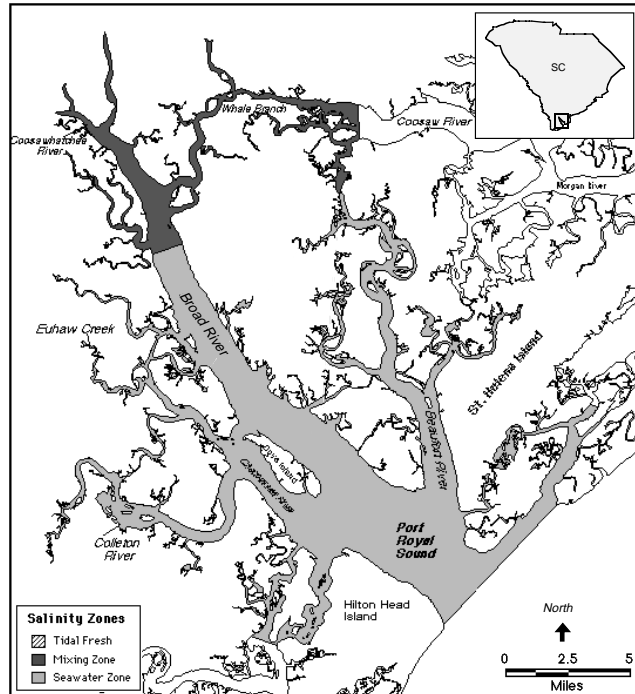 SC
Whale Branch
Coosaw River
Coosawhatchee
River
Morgan River
Broad River
Euhaw Creek
St. Helena Island
Beaufort River
Colleton
River
Port
Royal
Sound
Hilton Head
Island
Salinity Zones
Tidal Fresh
Mixing Zone
Seawater Zone
North
0 2.5 5
Miles